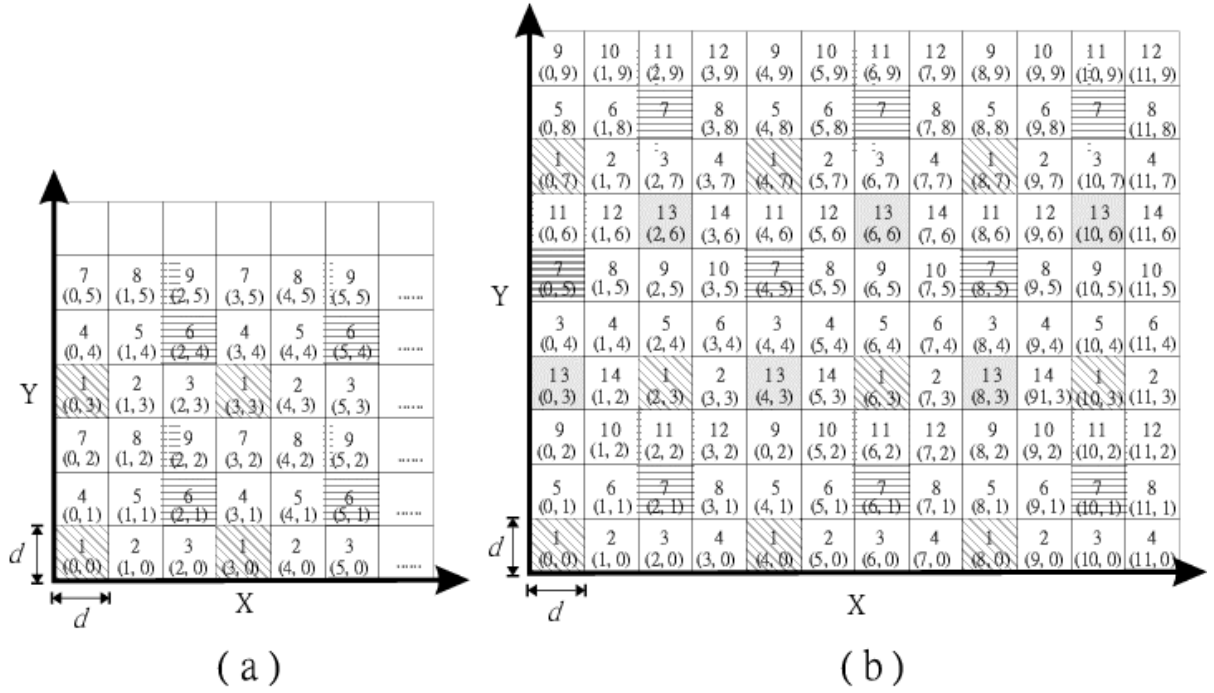 7 8 9 7 8 9
(0, 5) (1, 5) (2, 5) (3, 5) (4, 5) (5, 5) ......
4 5 6 4 5 6
(0, 4) (1, 4) (2, 4) (3, 4) (4, 4) (5, 4) ......
Y
1 2 3 1 2 3
(0, 3) (1, 3) (2, 3) (3, 3) (4, 3) (5, 3) ......
7 8 9 7 8 9
(0, 2) (1, 2) (2, 2) (3, 2) (4, 2) (5, 2) ......
4 5 6 4 5 6
(0, 1) (1, 1) (2, 1) (3, 1) (4, 1) (5, 1) ......
d
1 2 3 1 2 3
(0, 0) (1, 0) (2, 0) (3, 0) (4, 0) (5, 0) ......
d
X
(a)
9 10 11 12 9 10 11 12 9 10 11 12
(0, 9) (1, 9) (2, 9) (3, 9) (4, 9) (5, 9) (6, 9) (7, 9) (8, 9) (9, 9) (10, 9) (11, 9)
5 6 7 8 5 6 7 8 5 6 7 8
(0, 8) (1, 8) (3, 8) (4, 8) (5, 8) (7, 8) (8, 8) (9, 8) (11, 8)
1 2 3 4 1 2 3 4 1 2 3 4
(0, 7) (1, 7) (2, 7) (3, 7) (4, 7) (5, 7) (6, 7) (7, 7) (8, 7) (9, 7) (10, 7) (11, 7)
11 12 13 14 11 12 13 14 11 12 13 14
(0, 6) (1, 6) (2, 6) (3, 6) (4, 6) (5, 6) (6, 6) (7, 6) (8, 6) (9, 6) (10, 6) (11, 6)
Y
7 8 9 10 7 8 9 10 7 8 9 10
(0, 5) (1, 5) (2, 5) (3, 5) (4, 5) (5, 5) (6, 5) (7, 5) (8, 5) (9, 5) (10, 5) (11, 5)
3 4 5 6 3 4 5 6 3 4 5 6
(0, 4) (1, 4) (2, 4) (3, 4) (4, 4) (5, 4) (6, 4) (7, 4) (8, 4) (9, 4) (10, 4) (11, 4)
13 14 1 2 13 14 1 2 13 14 1 2
(0, 3) (1, 2) (2, 3) (3, 3) (4, 3) (5, 3) (6, 3) (7, 3) (8, 3) (91, 3) (10, 3) (11, 3)
9 10 11 12 9 10 11 12 9 10 11 12
(0, 2) (1, 2) (2, 2) (3, 2) (0, 2) (5, 2) (6, 2) (7, 2) (8, 2) (9, 2) (10, 2) (11, 2)
5 6 7 8 5 6 7 8 5 6 7 8
(0, 1) (1, 1) (2, 1) (3, 1) (4, 1) (5, 1) (6, 1) (7, 1) (8, 1) (9, 1) (10, 1) (11, 1)
d
1 2 3 4 1 2 3 4 1 2 3 4
(0, 0) (1, 0) (2, 0) (3, 0) (4, 0) (5, 0) (6, 0) (7, 0) (8, 0) (9, 0) (10, 0) (11, 0)
d
X
(b)